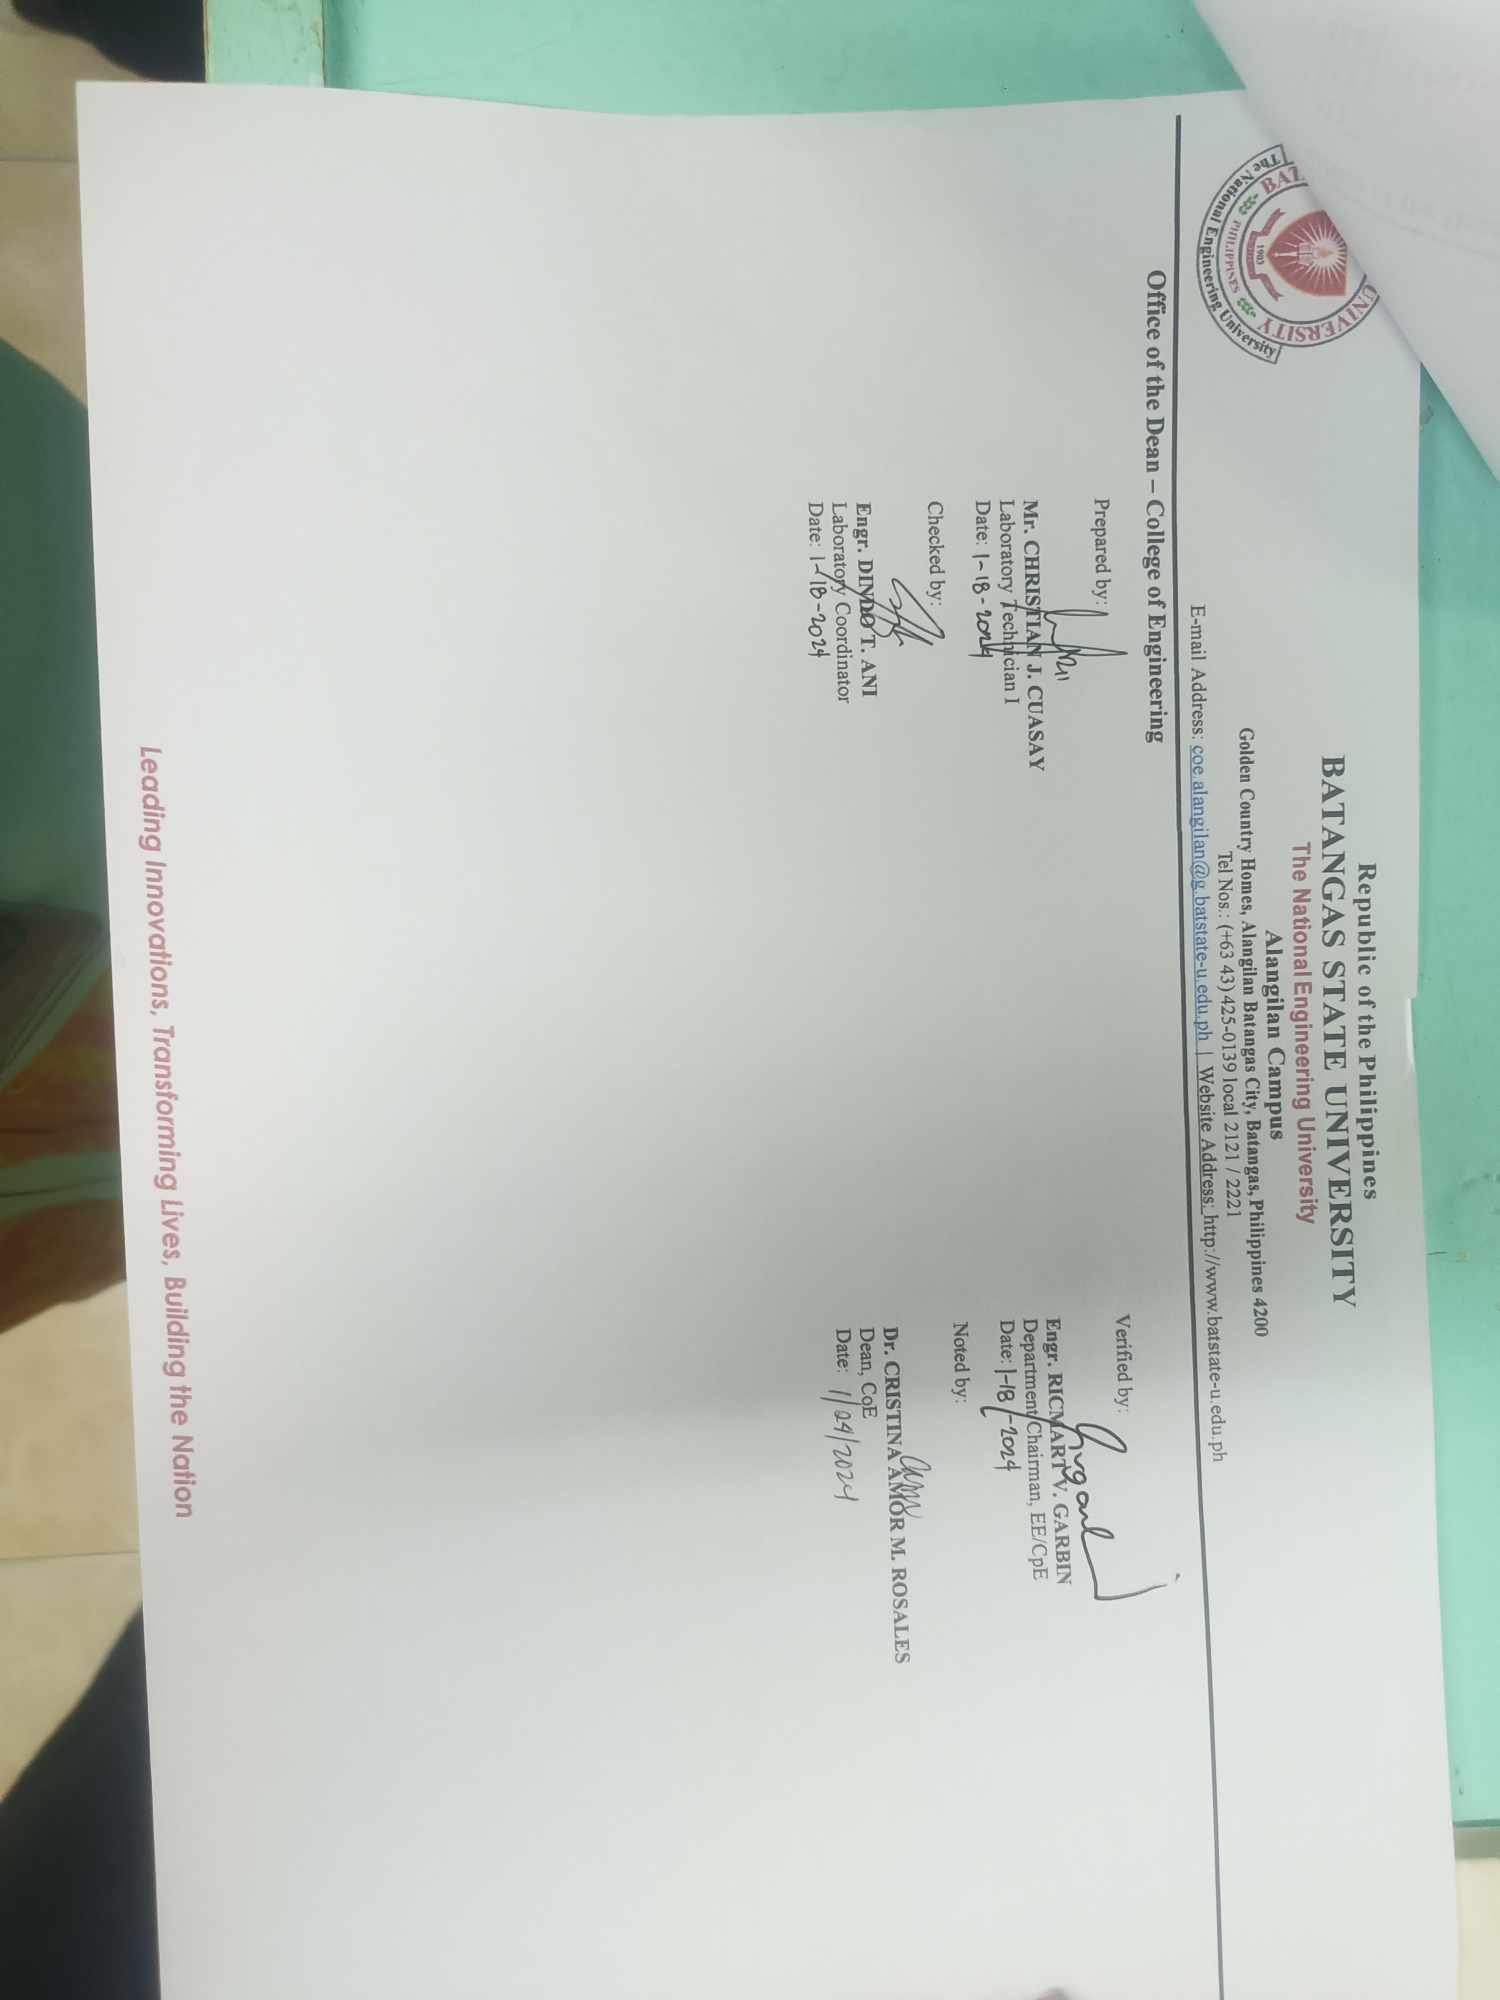 Republic of the Philippines
BATANGAS STATE UNIVERSITY
The National Engineering University
Alangilan Campus
Golden Country Homes, Alangilan Batangas City, Batangas, Philippines 4200
Tel Nos.: (+63 43) 425-0139 local 2121 / 2221
E-mail Address: coe.alangilan@g.batstate-u.edu.ph | Website Address: http://www.batstate-u.edu.ph
UNIVERSITY
PHILIPPINES
1903
The National Engineering University
Office of the Dean – College of Engineering
Prepared by:
Mr. CHRISTIAN J. CUASAY
Laboratory Technician I
Date: 1-18-2024
Verified by:
Engr. RICMART V. GARBIN
Department Chairman, EE/CpE
Date: 1-18-2024
Checked by:
Engr. DINDO T. ANI
Laboratory Coordinator
Date: 1-18-2024
Noted by:
Dr. CRISTINA AMOR M. ROSALES
Dean, CoE
Date: 1/24/2024
Leading Innovations, Transforming Lives, Building the Nation